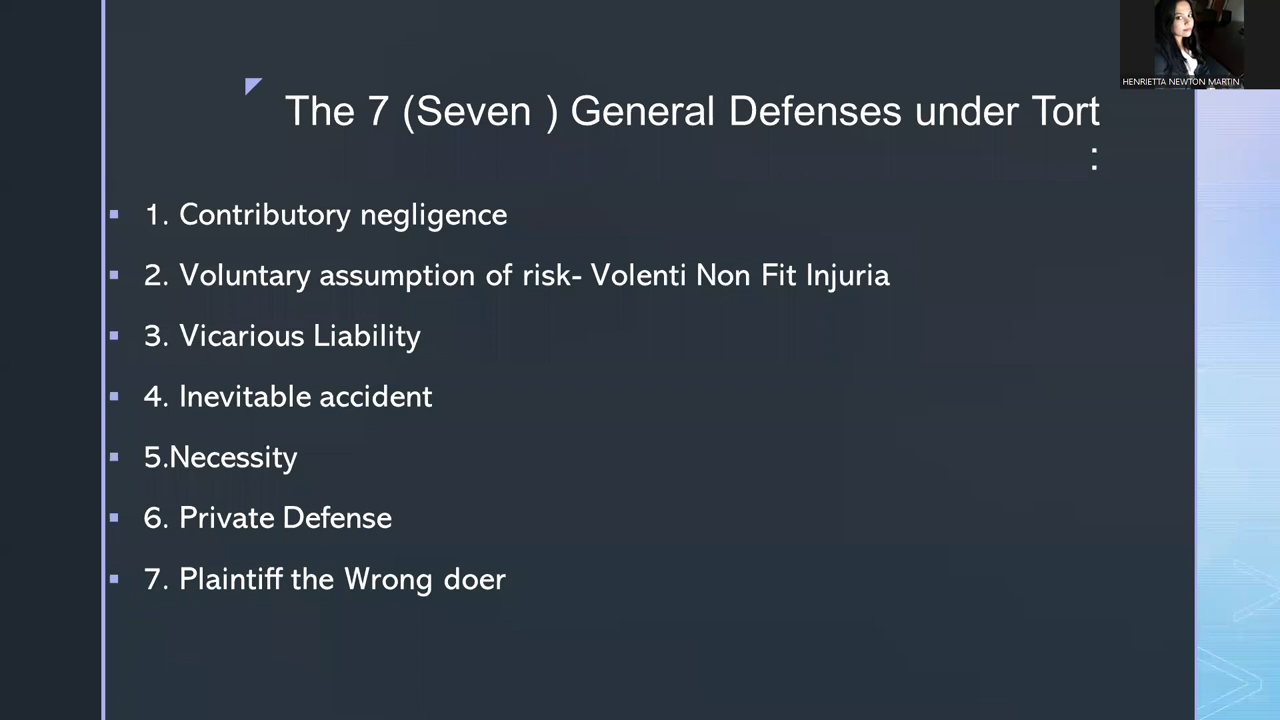 HENRIETTA NEWTON MARTIN
The 7 (Seven ) General Defenses under Tort
:
1. Contributory negligence
2. Voluntary assumption of risk- Volenti Non Fit Injuria
3. Vicarious Liability
4. Inevitable accident
5.Necessity
6. Private Defense
7. Plaintiff the Wrong doer